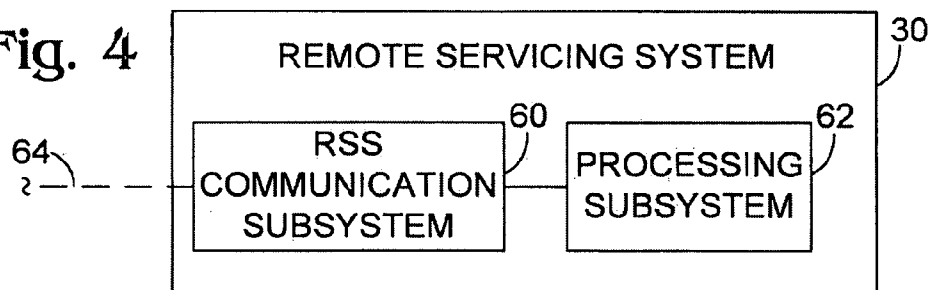 Fig. 4
REMOTE SERVICING SYSTEM
30
60
62
64
RSS
COMMUNICATION
SUBSYSTEM
PROCESSING
SUBSYSTEM